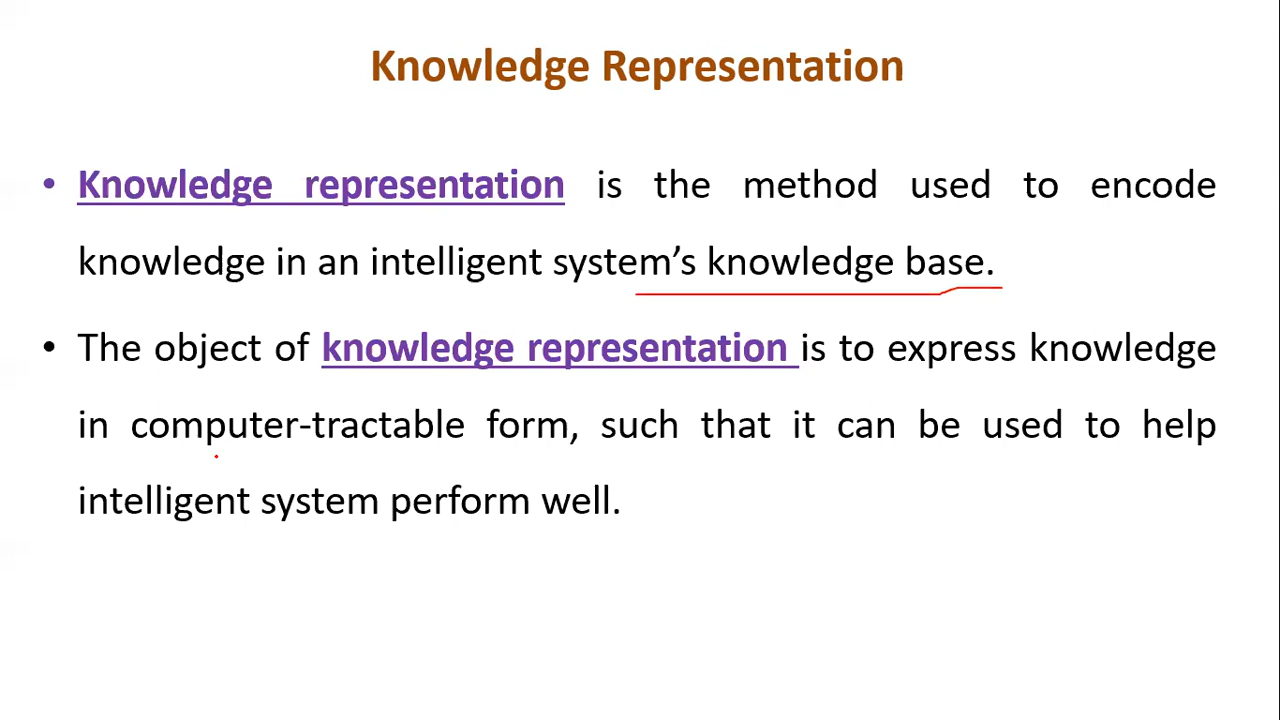 Knowledge Representation
• Knowledge representation is the method used to encode
knowledge in an intelligent system’s knowledge base.
• The object of knowledge representation is to express knowledge
in computer-tractable form, such that it can be used to help
intelligent system perform well.